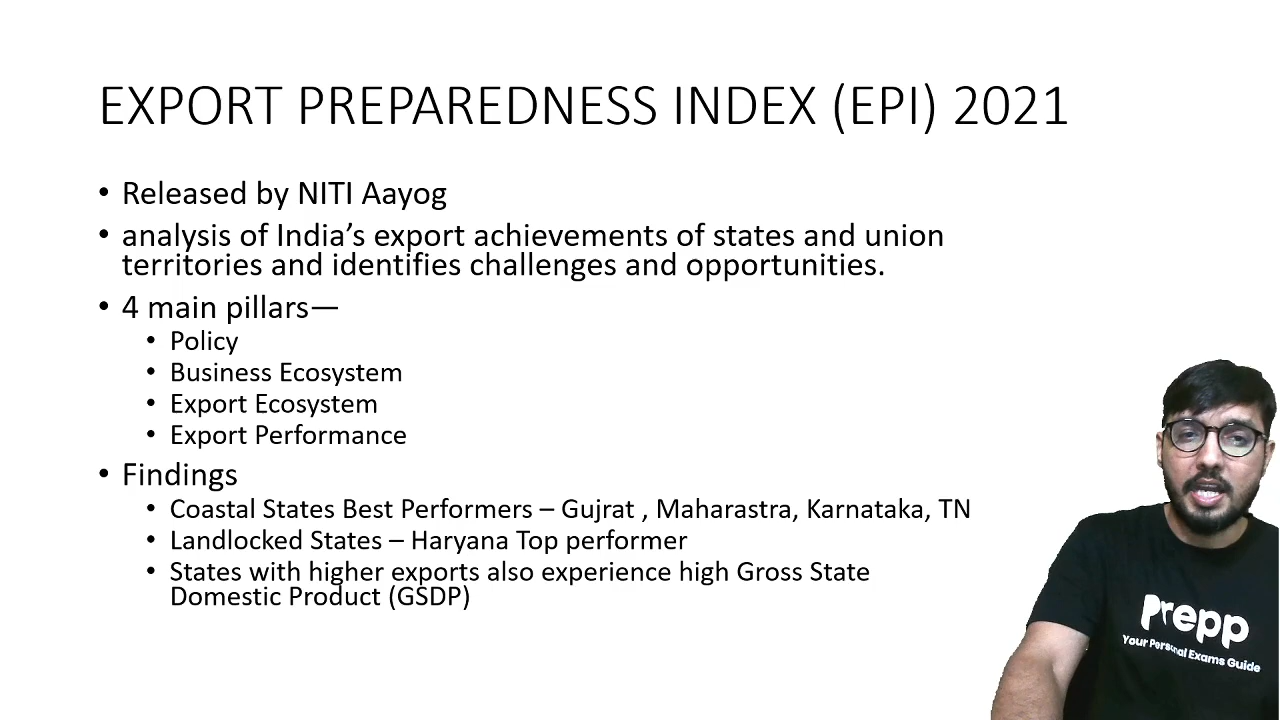 EXPORT PREPAREDNESS INDEX (EPI) 2021
• Released by NITI Aayog
• analysis of India’s export achievements of states and union
territories and identifies challenges and opportunities.
• 4 main pillars—
• Policy
• Business Ecosystem
• Export Ecosystem
• Export Performance
• Findings
• Coastal States Best Performers – Gujrat , Maharastra, Karnataka, TN
• Landlocked States – Haryana Top performer
• States with higher exports also experience high Gross State
Domestic Product (GSDP)
Prepp
Your Personal Exams Guide